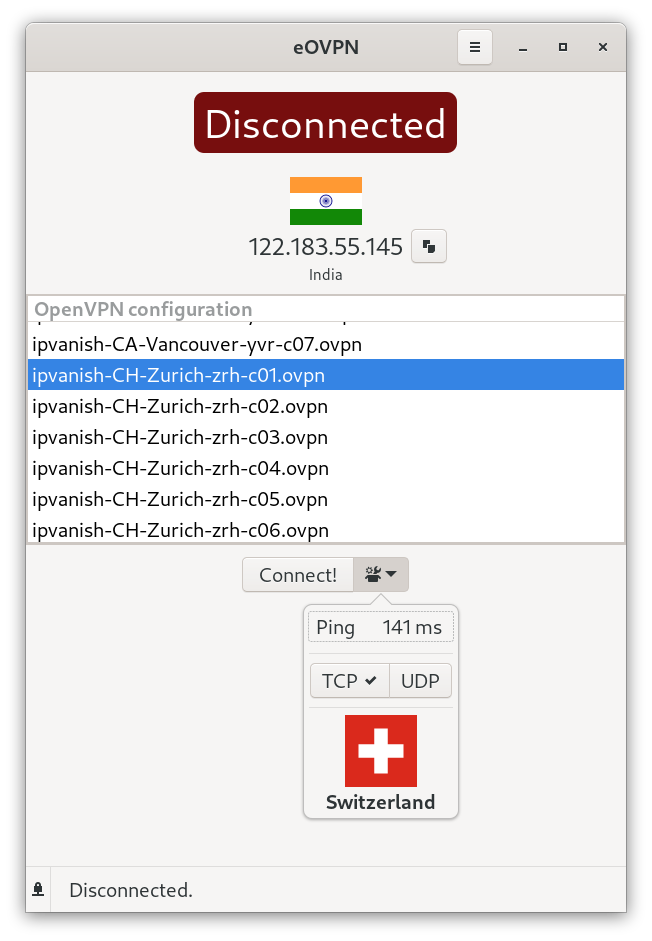 eOVPN
Disconnected
122.183.55.145
India
OpenVPN configuration
ipvanish-CA-Vancouver-yvr-c07.ovpn
ipvanish-CH-Zurich-zrh-c01.ovpn
ipvanish-CH-Zurich-zrh-c02.ovpn
ipvanish-CH-Zurich-zrh-c03.ovpn
ipvanish-CH-Zurich-zrh-c04.ovpn
ipvanish-CH-Zurich-zrh-c05.ovpn
ipvanish-CH-Zurich-zrh-c06.ovpn
Connect!
Ping 141 ms
TCP UDP
Switzerland
Disconnected.